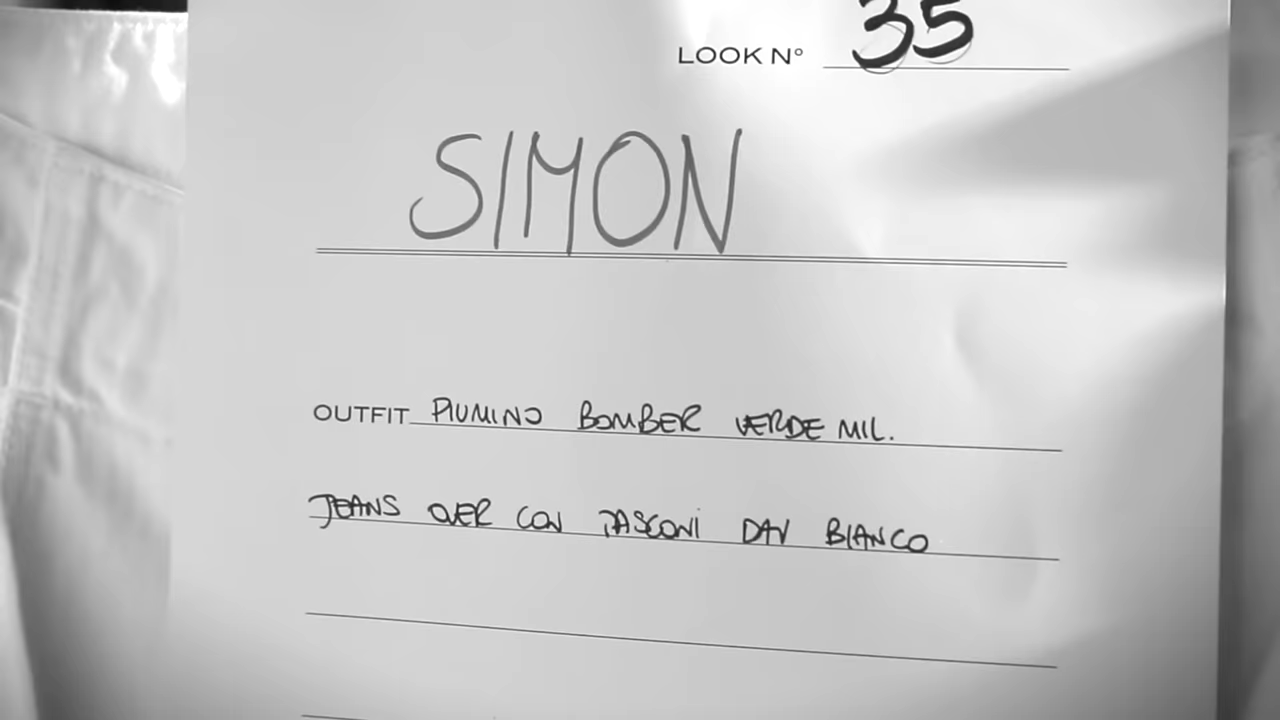 LOOK N° 35
SIMON
OUTFIT PIUMINO BOMBER VERDE MIL.
JEANS OVER CON TASCONI DAV BIANCO